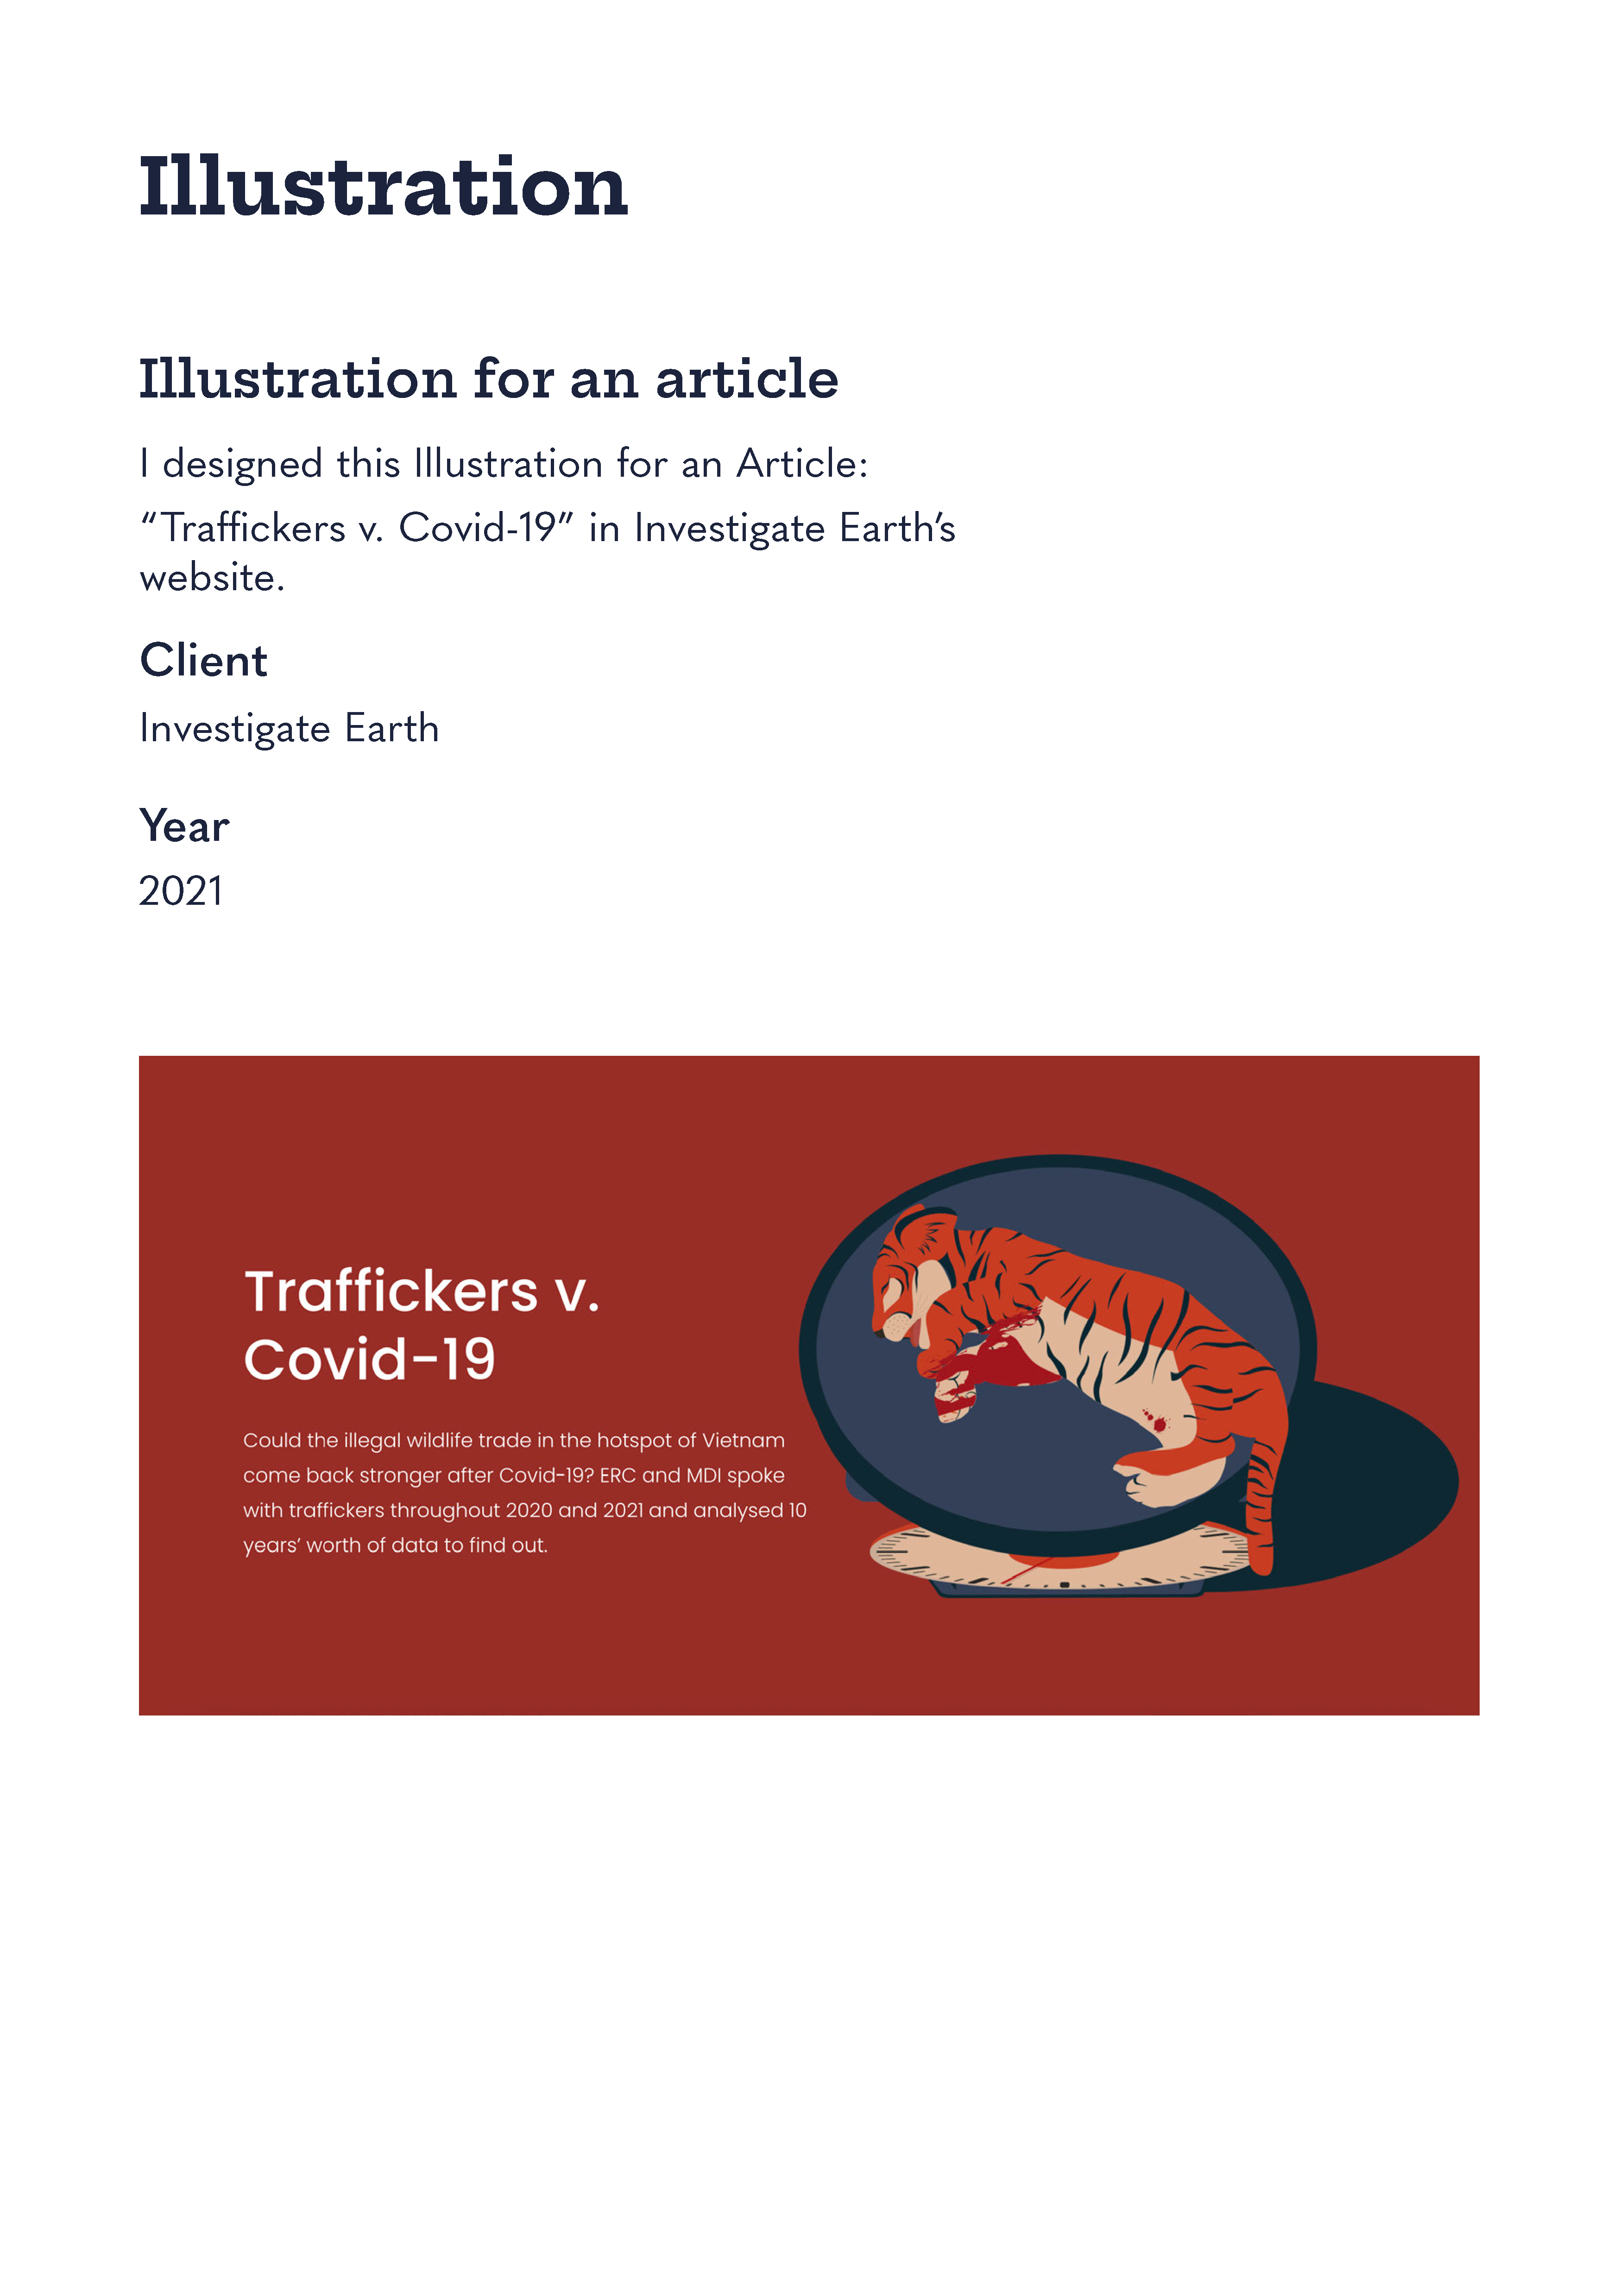 Illustration
Illustration for an article
I designed this Illustration for an Article:
“Traffickers v. Covid-19” in Investigate Earth’s
website.
Client
Investigate Earth
Year
2021
Traffickers v.
Covid-19
Could the illegal wildlife trade in the hotspot of Vietnam
come back stronger after Covid-19? ERC and MDI spoke
with traffickers throughout 2020 and 2021 and analysed 10
years’ worth of data to find out.